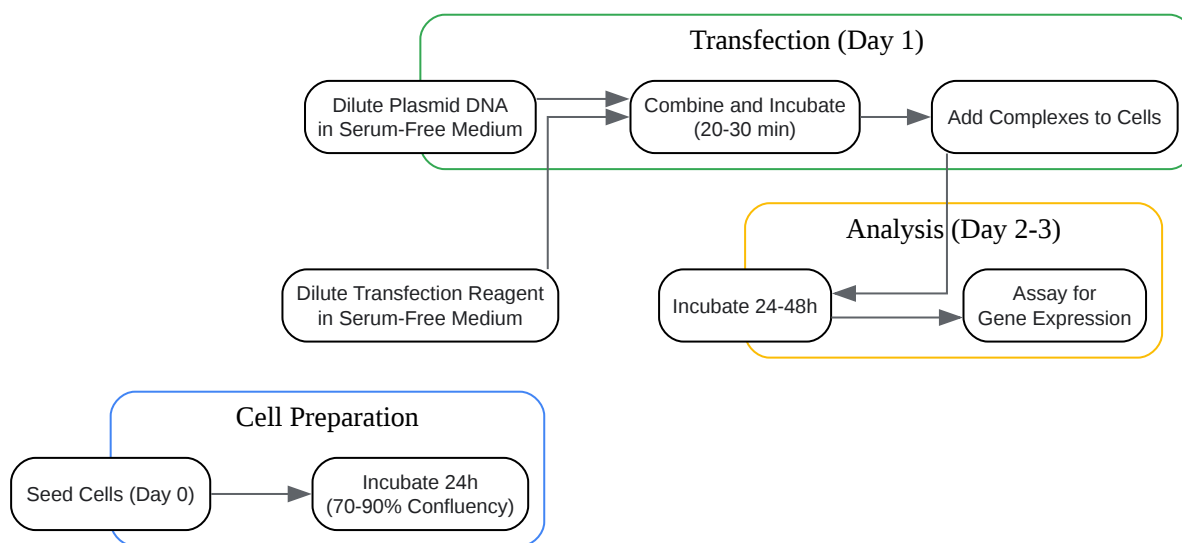 Transfection (Day 1)
Dilute Plasmid DNA
in Serum-Free Medium
Combine and Incubate
(20-30 min)
Add Complexes to Cells
Analysis (Day 2-3)
Dilute Transfection Reagent
in Serum-Free Medium
Incubate 24-48h
Assay for
Gene Expression
Cell Preparation
Seed Cells (Day 0)
Incubate 24h
(70-90% Confluency)